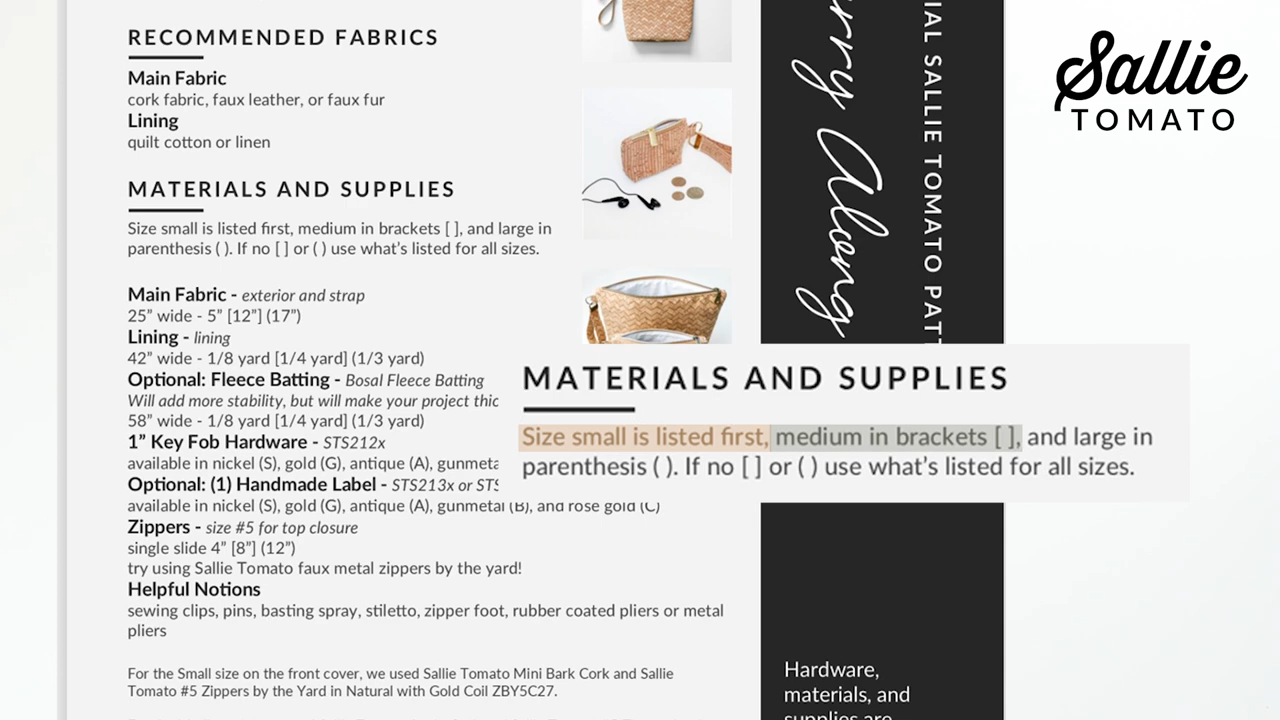 RECOMMENDED FABRICS
Main Fabric
cork fabric, faux leather, or faux fur
Lining
quilt cotton or linen
MATERIALS AND SUPPLIES
Size small is listed first, medium in brackets [ ], and large in
parenthesis ( ). If no [ ] or ( ) use what’s listed for all sizes.
Main Fabric - exterior and strap
25” wide - 5” [12”] (17”)
Lining - lining
42” wide - 1/8 yard [1/4 yard] (1/3 yard)
Optional: Fleece Batting - Bosal Fleece Batting
Will add more stability, but will make your project thic
58” wide - 1/8 yard [1/4 yard] (1/3 yard)
1” Key Fob Hardware - STS212x
available in nickel (S), gold (G), antique (A), gunmeta
Optional: (1) Handmade Label - STS213x or STS
available in nickel (S), gold (G), antique (A), gunmetal (B), and rose gold (C)
Zippers - size #5 for top closure
single slide 4” [8”] (12”)
try using Sallie Tomato faux metal zippers by the yard!
Helpful Notions
sewing clips, pins, basting spray, stiletto, zipper foot, rubber coated pliers or metal
pliers
For the Small size on the front cover, we used Sallie Tomato Mini Bark Cork and Sallie
Tomato #5 Zippers by the Yard in Natural with Gold Coil ZBY5C27.
rry Along
IAL SALLIE TOMATO PATT
MATERIALS AND SUPPLIES
Size small is listed first, medium in brackets [ ], and large in
parenthesis ( ). If no [ ] or ( ) use what’s listed for all sizes.
Hardware,
materials, and
supplies are
Sallie
TOMATO